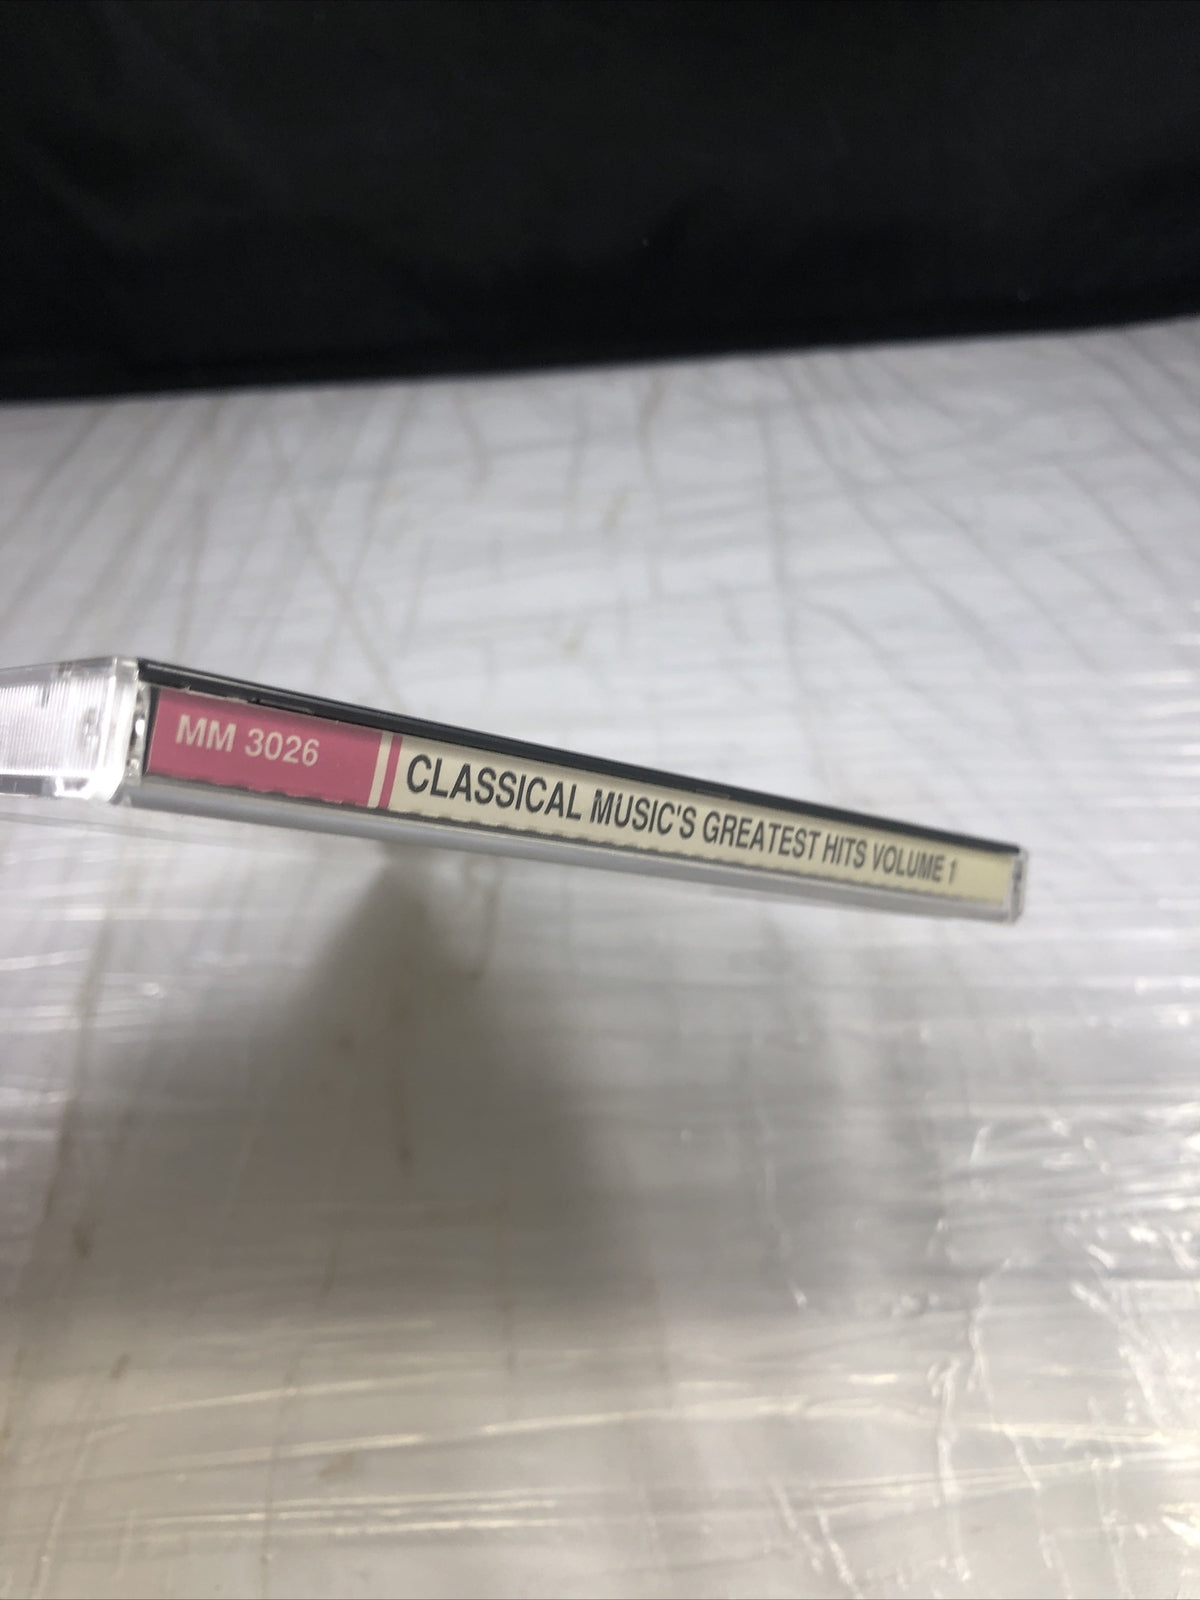 MM 3026 CLASSICAL MUSIC'S GREATEST HITS VOLUME 1